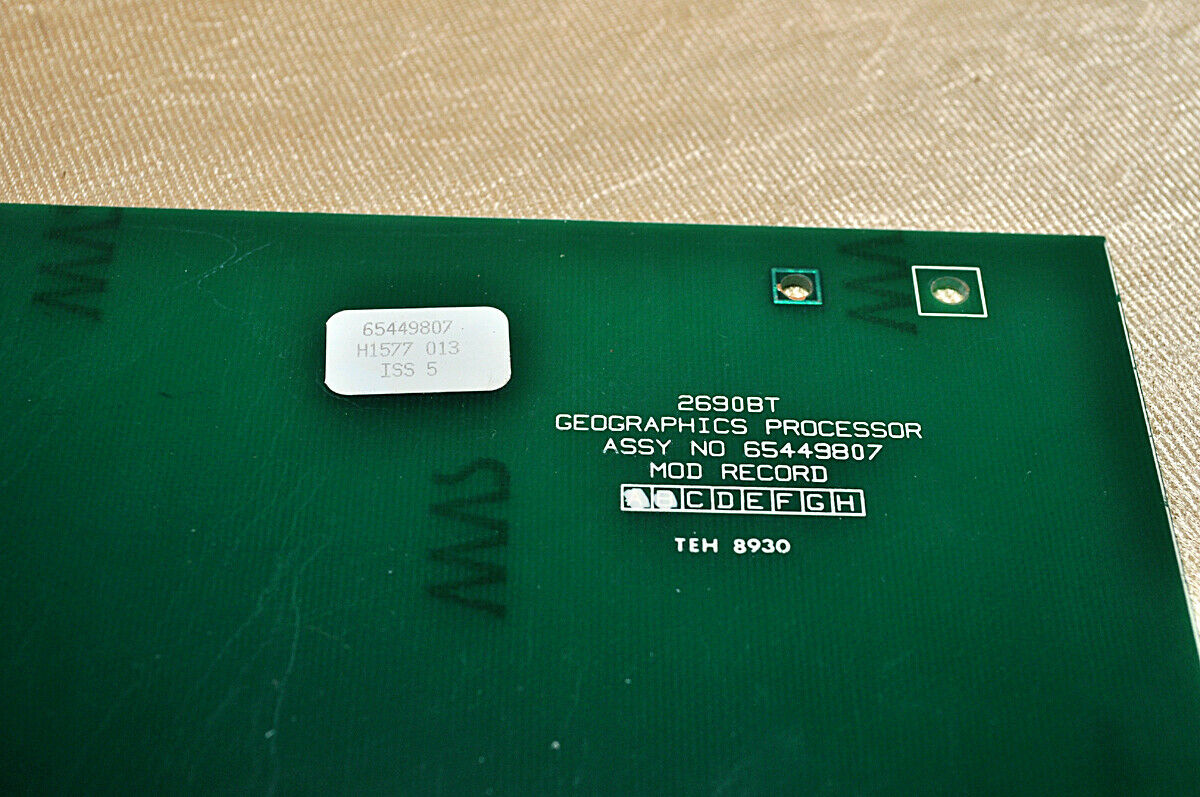 65449807
H1577 013
ISS 5
2690BT
GEOGRAPHICS PROCESSOR
ASSY NO 65449807
MOD RECORD
A B C D E F G H
TEH 8930